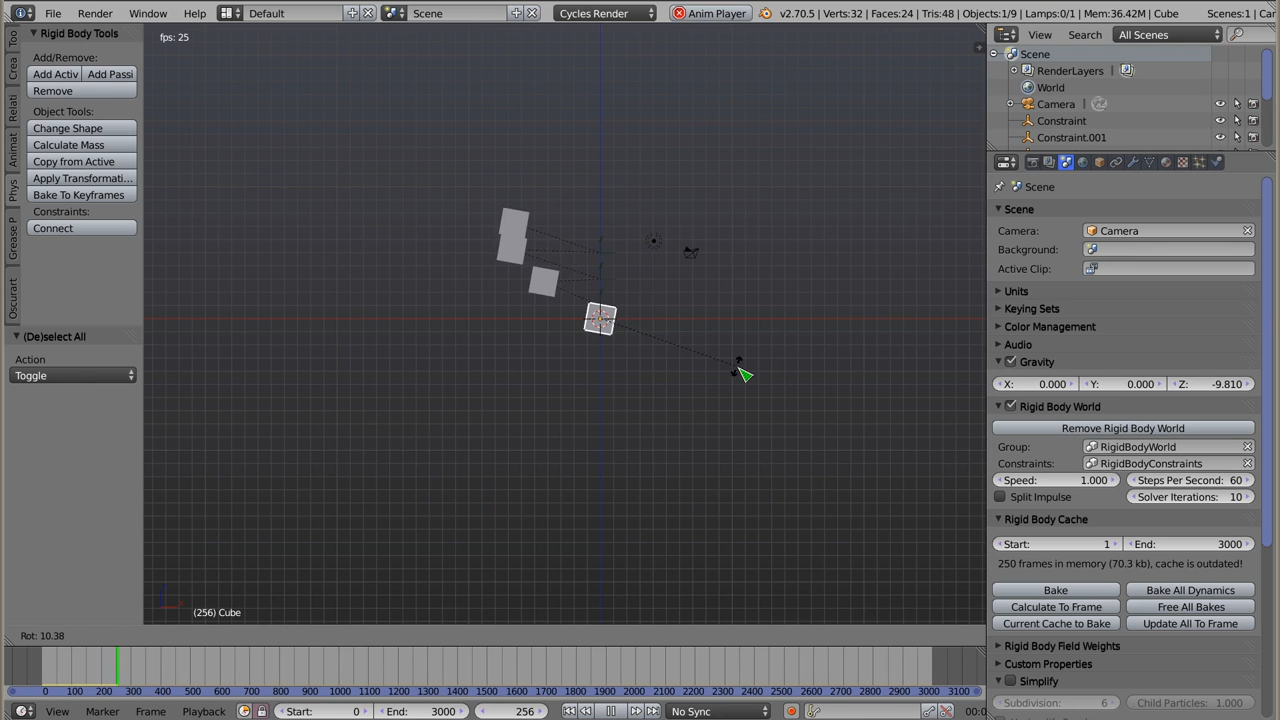 File Render Window Help Default Scene Cycles Render Anim Player v2.70.5 | Verts:32 | Faces:24 | Tris:48 | Objects:1/9 | Lamps:0/1 | Mem:36.42M | Cube Scenes:1 | Car
Rigid Body Tools
Add/Remove:
Add Activ Add Passi
Remove
Object Tools:
Change Shape
Calculate Mass
Copy from Active
Apply Transformati...
Bake To Keyframes
Constraints:
Connect
Too
Crea
Relati
Animat
Phys
Grease P
Oscurart
(De)select All
Action
Toggle
fps: 25
(256) Cube
Rot: 10.38
View Search All Scenes
Scene
RenderLayers |
World
Camera |
Constraint
Constraint.001
Scene
Scene
Camera: Camera
Background:
Active Clip:
Units
Keying Sets
Color Management
Audio
Gravity
X: 0.000 Y: 0.000 Z: -9.810
Rigid Body World
Remove Rigid Body World
Group: RigidBodyWorld
Constraints: RigidBodyConstraints
Speed: 1.000 Steps Per Second: 60
Split Impulse Solver Iterations: 10
Rigid Body Cache
Start: 1 End: 3000
250 frames in memory (70.3 kb), cache is outdated!
Bake Bake All Dynamics
Calculate To Frame Free All Bakes
Current Cache to Bake Update All To Frame
Rigid Body Field Weights
Custom Properties
Simplify
Subdivision: 6 Child Particles: 1.000
0 100 200 300 400 500 600 700 800 900 1000 1100 1200 1300 1400 1500 1600 1700 1800 1900 2000 2100 2200 2300 2400 2500 2600 2700 2800 2900 3000 3100
View Marker Frame Playback Start: 0 End: 3000 256 No Sync 00:0